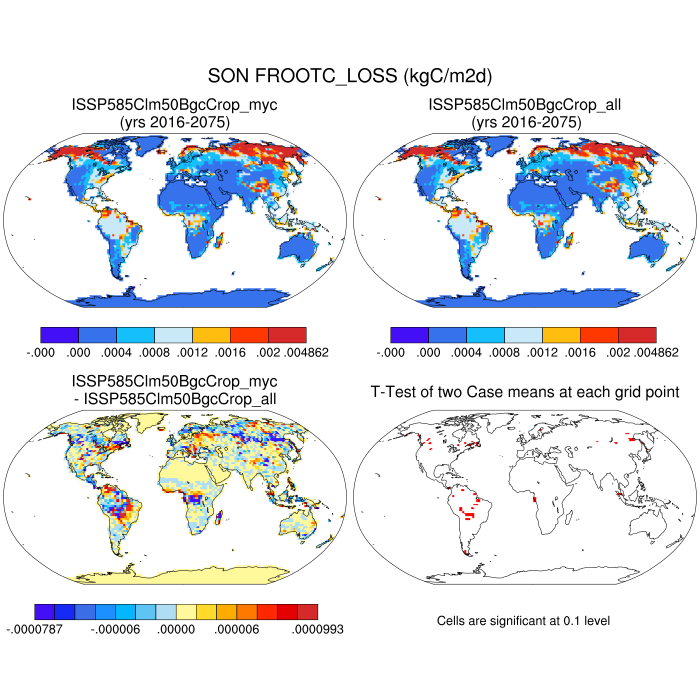 SON FROOTC_LOSS (kgC/m2d)
ISSP585Clm50BgcCrop_myc
(yrs 2016-2075)
ISSP585Clm50BgcCrop_all
(yrs 2016-2075)
-.000 .000 .0004 .0008 .0012 .0016 .002 .004862
-.000 .000 .0004 .0008 .0012 .0016 .002 .004862
ISSP585Clm50BgcCrop_myc
- ISSP585Clm50BgcCrop_all
T-Test of two Case means at each grid point
-.0000787 -.000006 .00000 .000006 .0000993
Cells are significant at 0.1 level